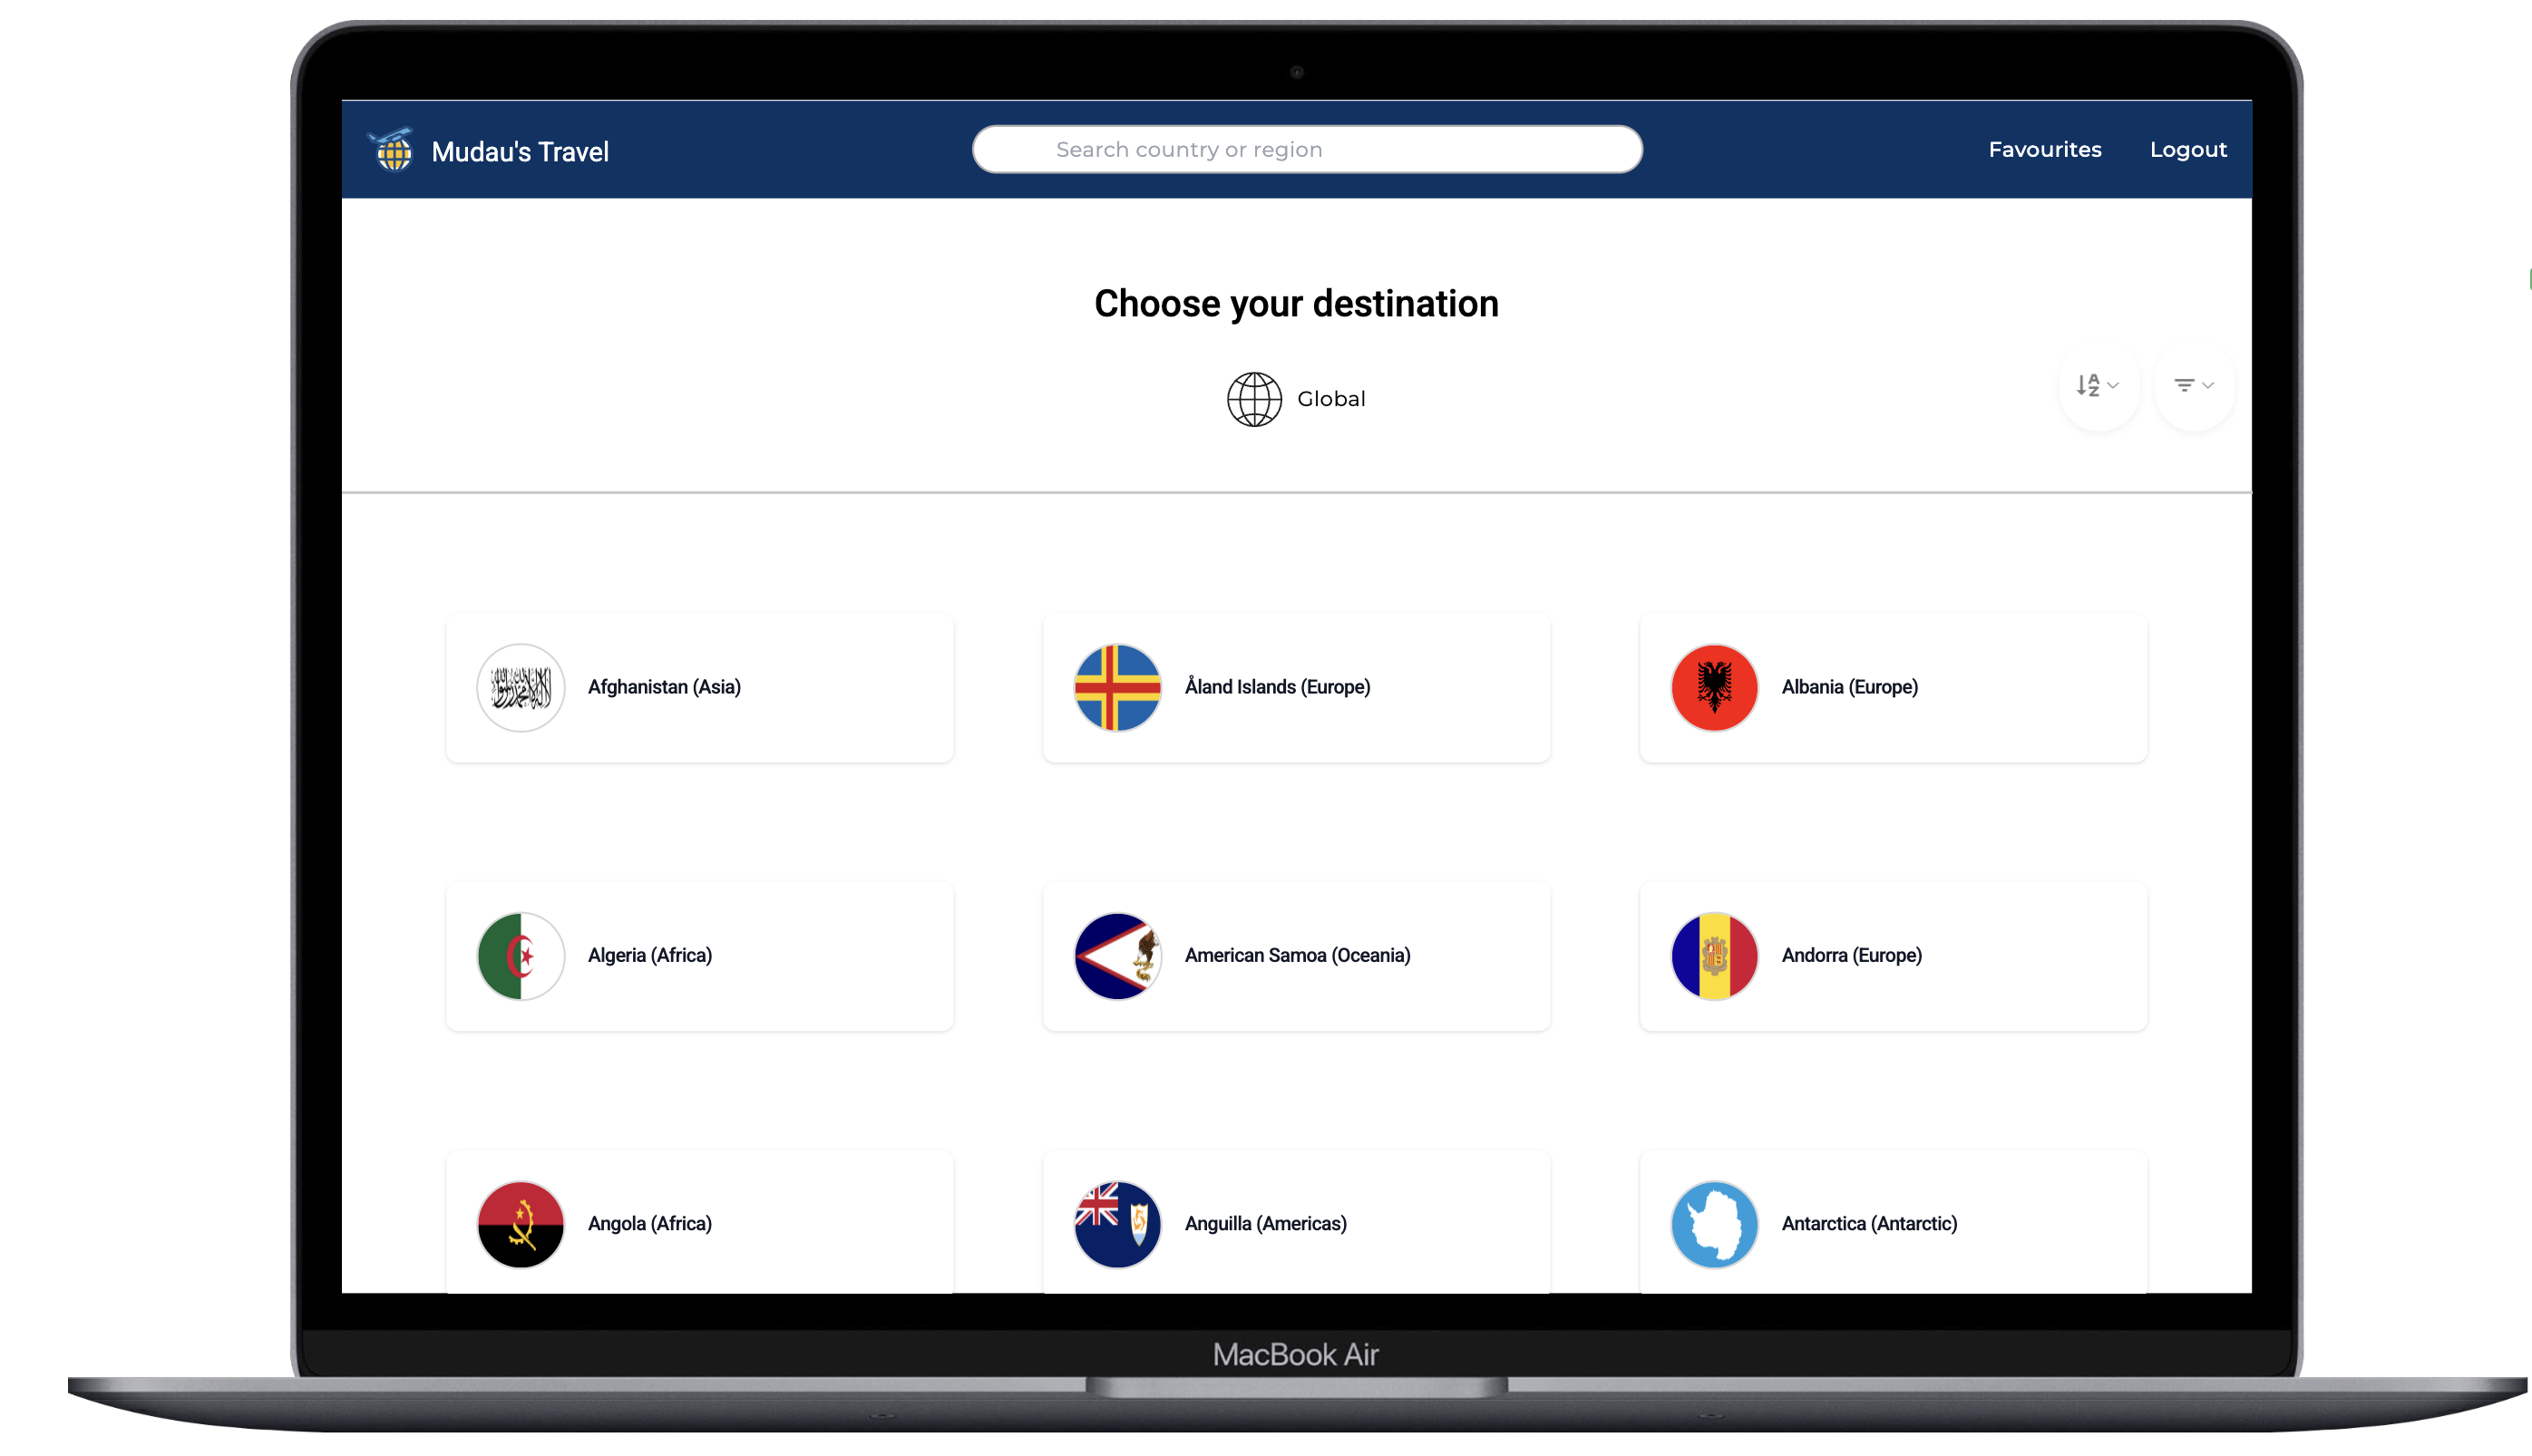 Mudau's Travel
Search country or region
Favourites
Logout
Choose your destination
Global
A
Z
Afghanistan (Asia)
Åland Islands (Europe)
Albania (Europe)
Algeria (Africa)
American Samoa (Oceania)
Andorra (Europe)
Angola (Africa)
Anguilla (Americas)
Antarctica (Antarctic)
MacBook Air